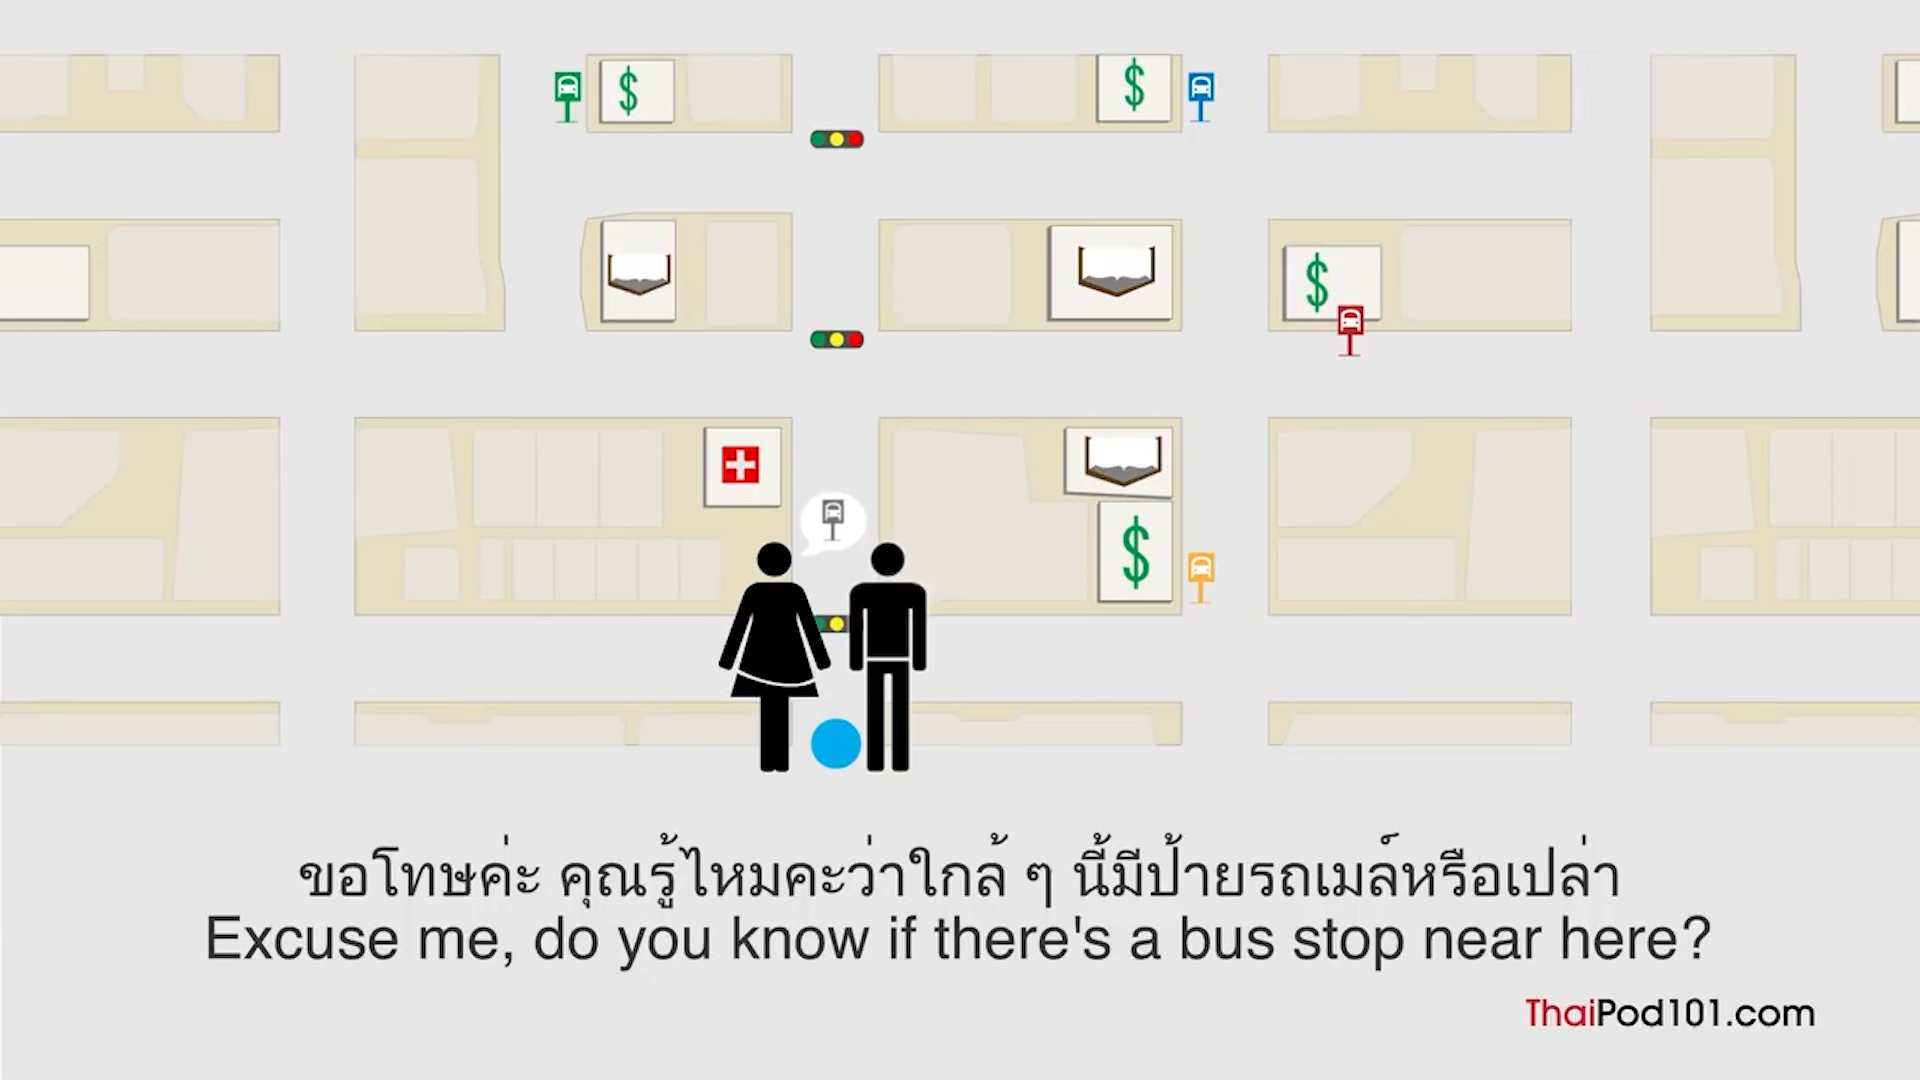 $ $
$
$
ขอโทษค่ะ คุณรู้ไหมคะว่าใกล้ ๆ นี้มีป้ายรถเมล์หรือเปล่า
Excuse me, do you know if there's a bus stop near here?
ThaiPod101.com